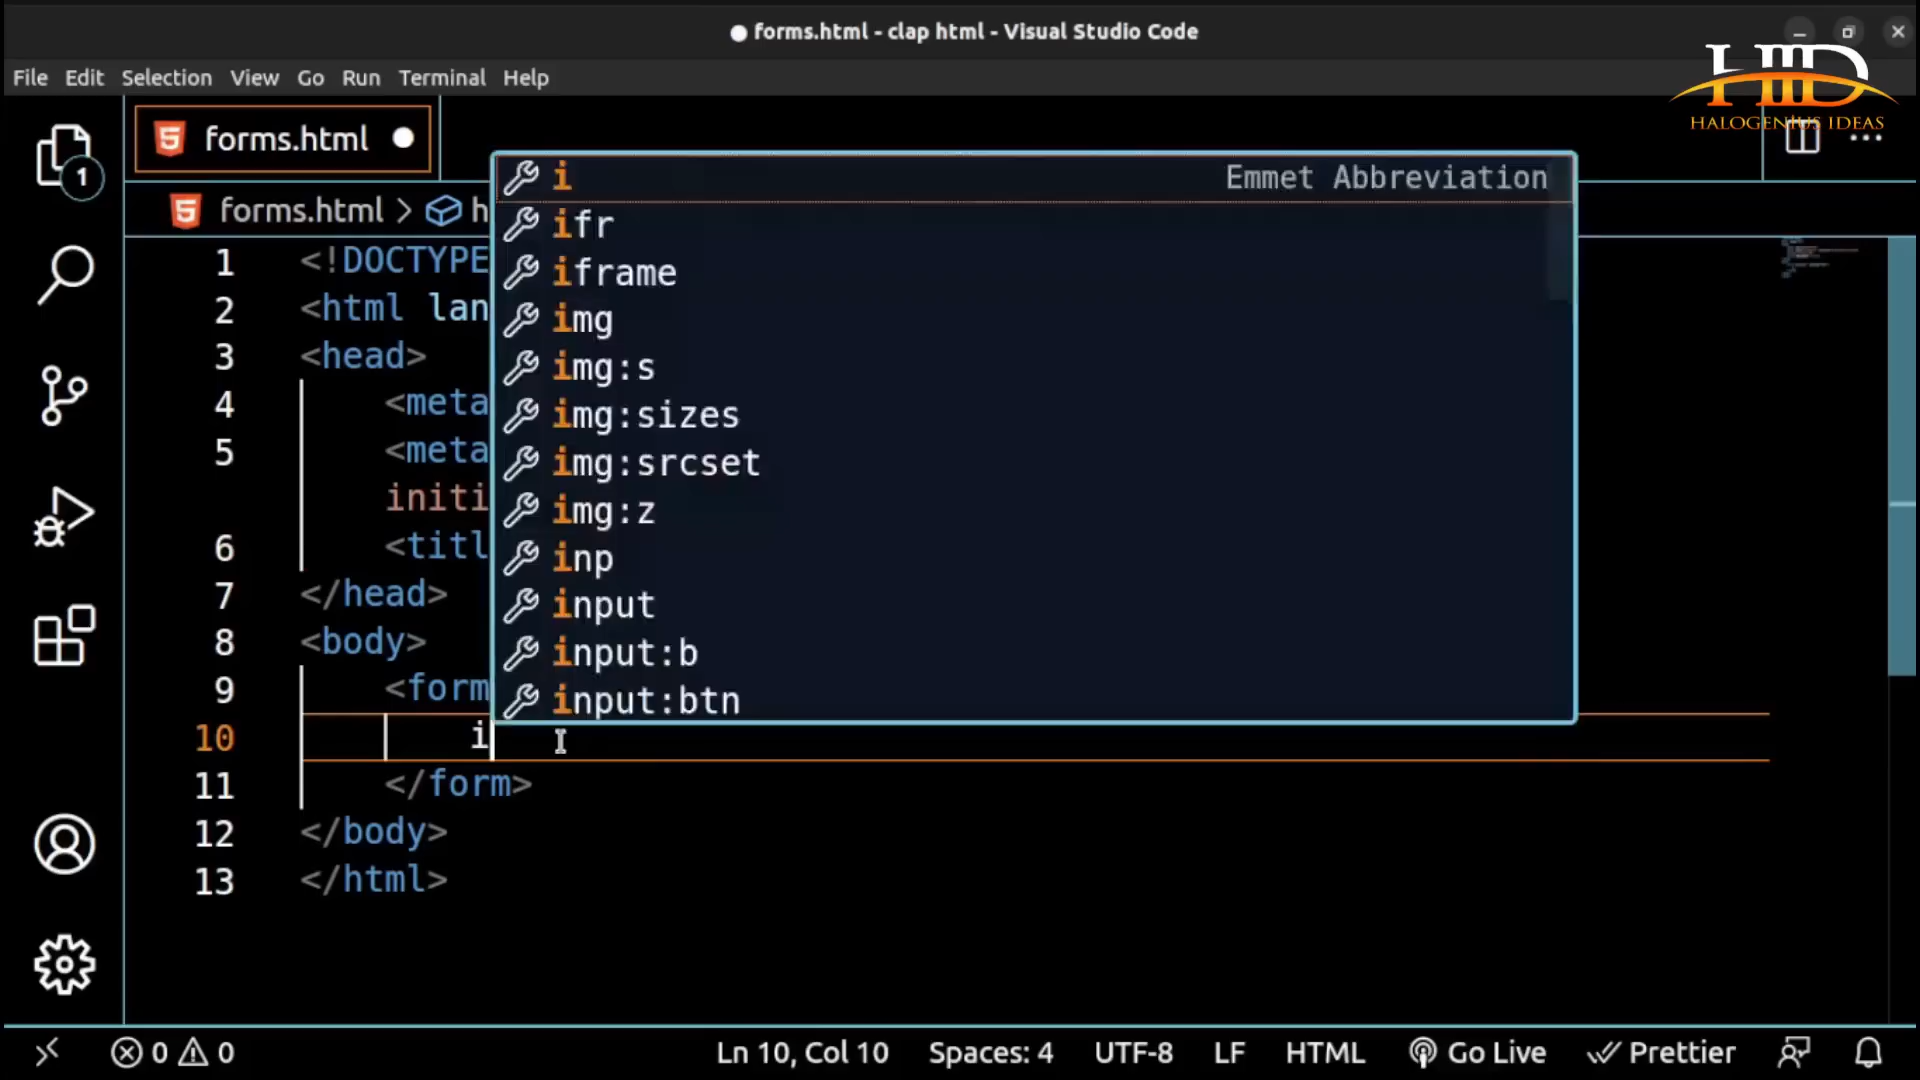 forms.html - clap html - Visual Studio Code
File Edit Selection View Go Run Terminal Help
HID
HALOGENIUS IDEAS
forms.html
1
forms.html > h
i Emmet Abbreviation
ifr
iframe
img
img:s
img:sizes
img:srcset
img:z
inp
input
input:b
input:btn
1 <!DOCTYPE
2 <html lan
3 <head>
4 <meta
5 <meta
initi
6 <titl
7 </head>
8 <body>
9 <form
10 i
11 </form>
12 </body>
13 </html>
0 0 Ln 10, Col 10 Spaces: 4 UTF-8 LF HTML Go Live Prettier